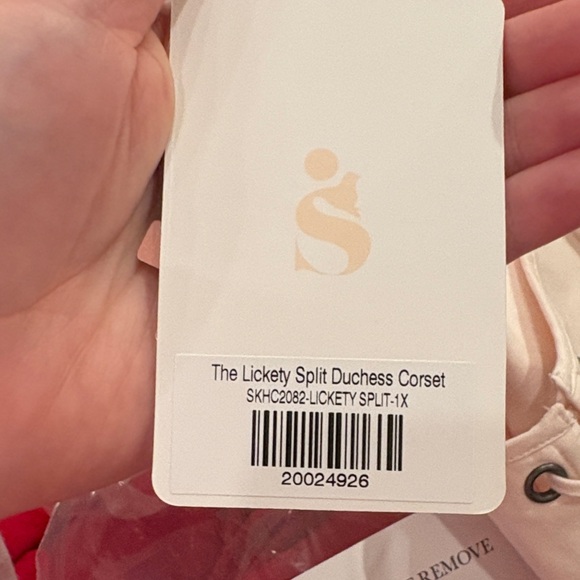 The Lickety Split Duchess Corset
SKHC2082-LICKETY SPLIT-1X
20024926
REMOVE